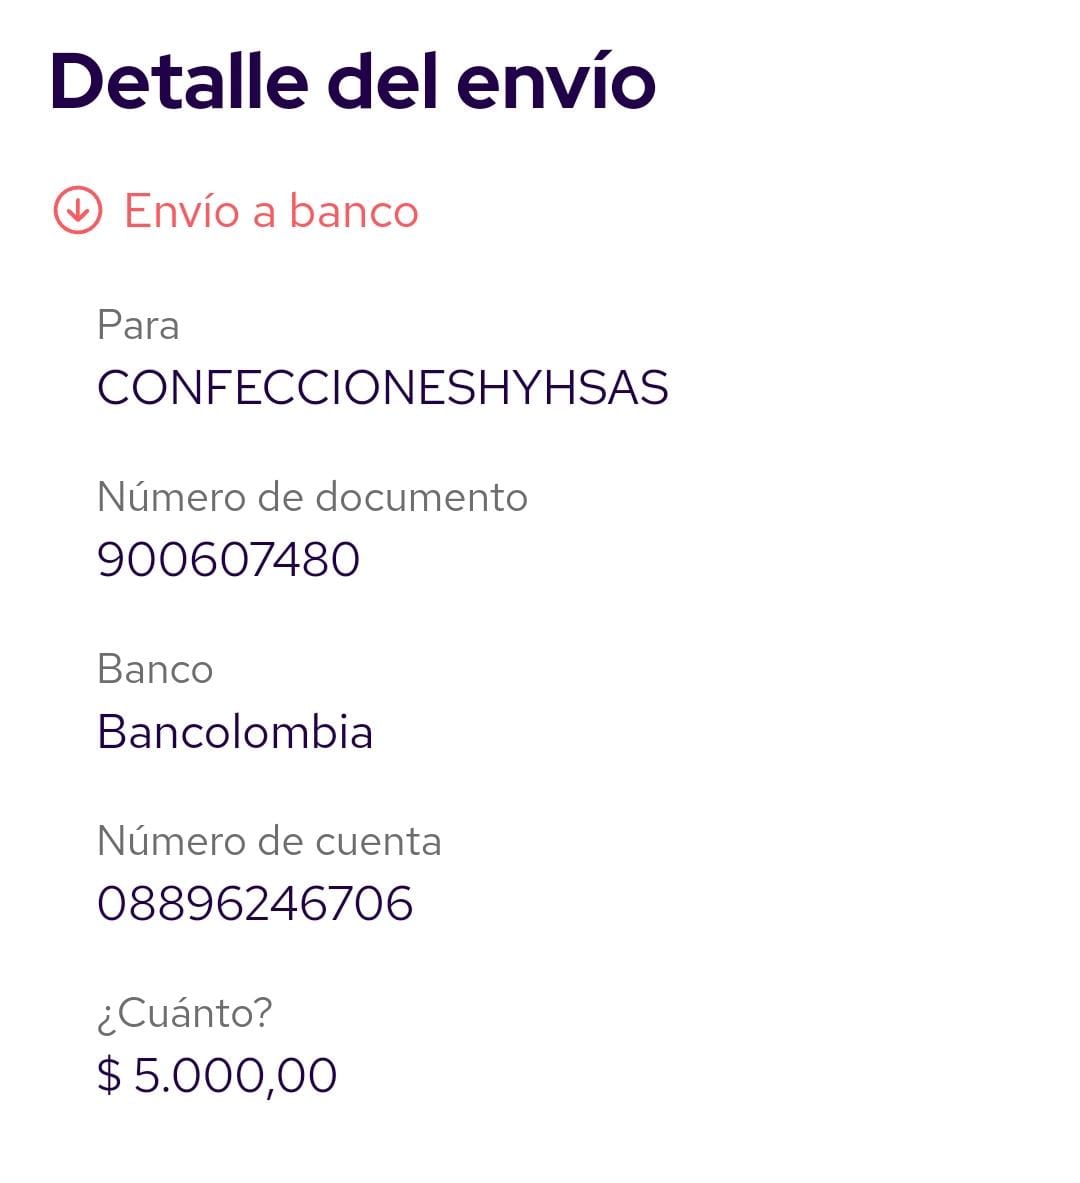 Detalle del envío
Envío a banco
Para
CONFECCIONESHYHSAS
Número de documento
900607480
Banco
Bancolombia
Número de cuenta
08896246706
¿Cuánto?
$ 5.000,00